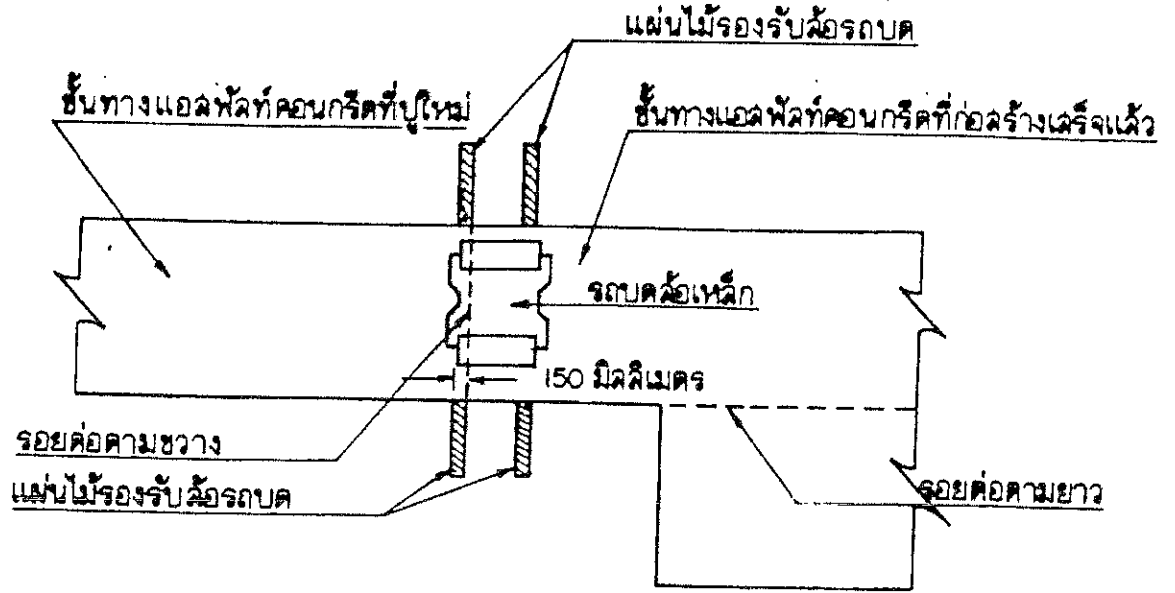 แผ่นไม้รองรับล้อรถบด
ชั้นทางแอสฟัลท์คอนกรีตที่ปูใหม่
ชั้นทางแอสฟัลท์คอนกรีตที่ก่อสร้างเสร็จแล้ว
รถบดล้อเหล็ก
150 มิลลิเมตร
รอยต่อตามขวาง
แผ่นไม้รองรับล้อรถบด
รอยต่อตามยาว